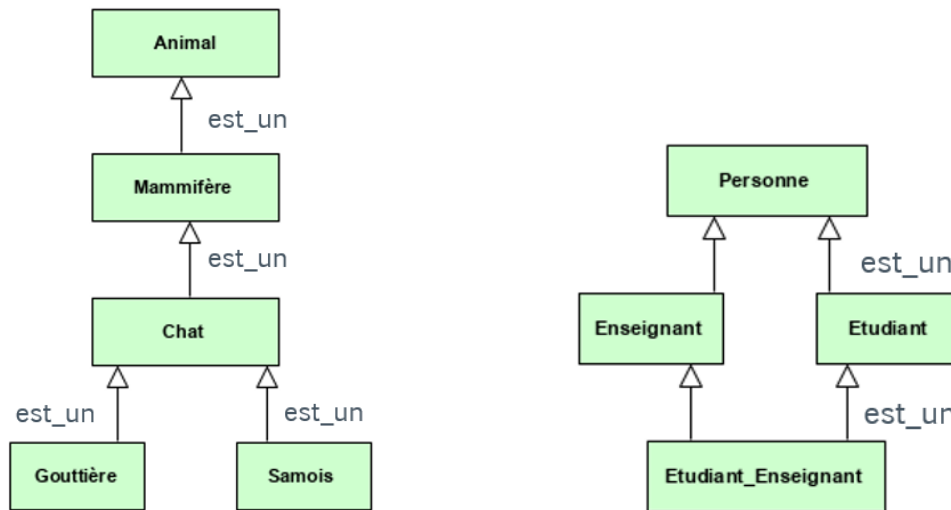 Animal
est_un
Mammifère
est_un
Chat
est_un
est_un
Gouttière
Samois
Personne
est_un
Enseignant
Etudiant
est_un
Etudiant_Enseignant